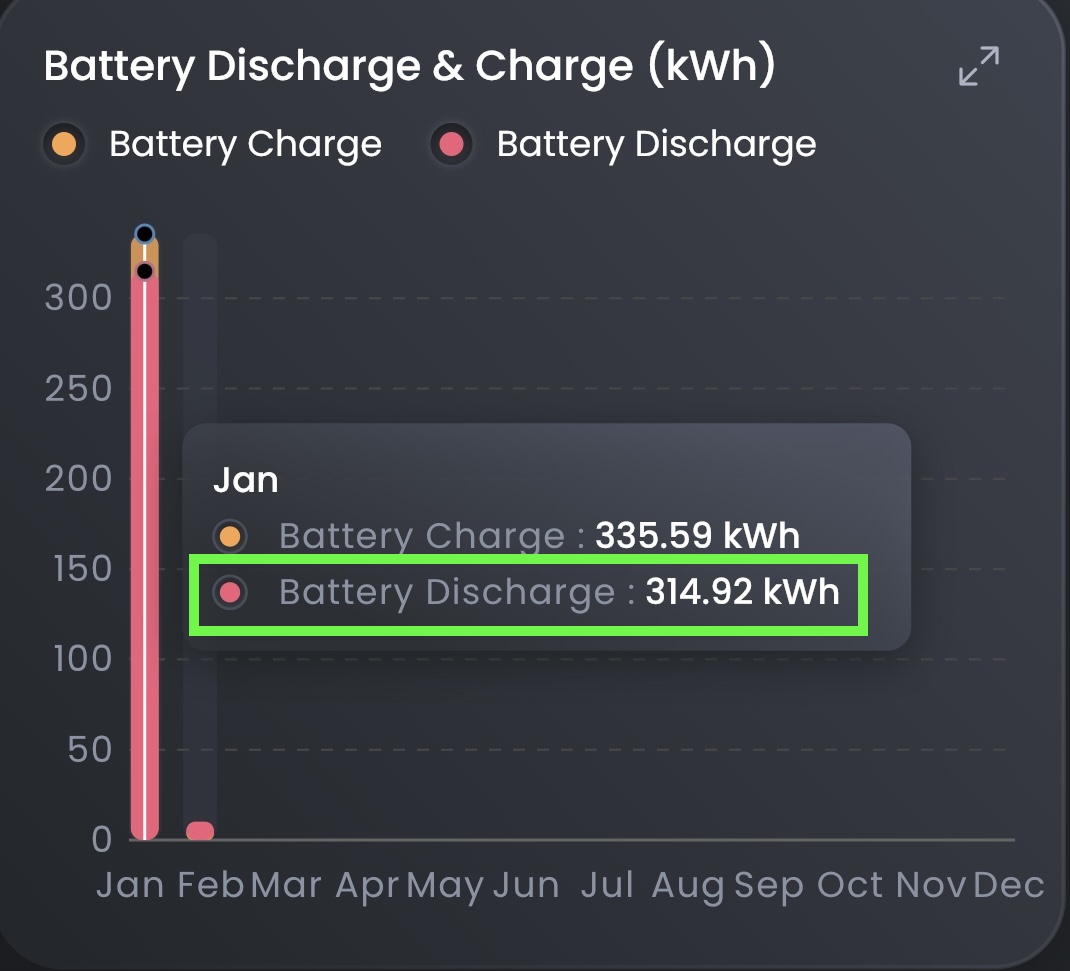 Battery Discharge & Charge (kWh)
Battery Charge Battery Discharge
300
250
200
150
100
50
0
Jan
Battery Charge : 335.59 kWh
Battery Discharge : 314.92 kWh
Jan Feb Mar Apr May Jun Jul Aug Sep Oct Nov Dec